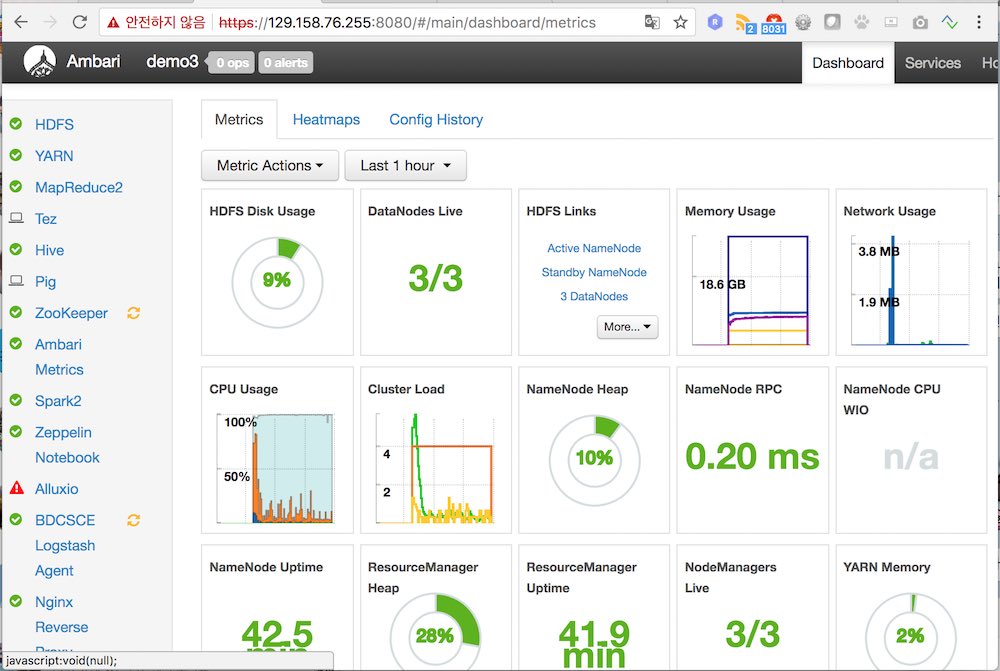 안전하지 않음 https://129.158.76.255:8080/#/main/dashboard/metrics
2
8031
Ambari demo3 0 ops 0 alerts Dashboard Services Ho
HDFS
YARN
MapReduce2
Tez
Hive
Pig
ZooKeeper
Ambari
Metrics
Spark2
Zeppelin
Notebook
Alluxio
BDCSCE
Logstash
Agent
Nginx
Reverse
Proxy
javascript:void(null);
Metrics Heatmaps Config History
Metric Actions Last 1 hour
HDFS Disk Usage
9%
DataNodes Live
3/3
HDFS Links
Active NameNode
Standby NameNode
3 DataNodes
More...
Memory Usage
18.6 GB
Network Usage
3.8 MB
1.9 MB
CPU Usage
100%
50%
Cluster Load
4
2
NameNode Heap
10%
NameNode RPC
0.20 ms
NameNode CPU
WIO
n/a
NameNode Uptime
42.5
min
ResourceManager
Heap
28%
ResourceManager
Uptime
41.9
min
NodeManagers
Live
3/3
YARN Memory
2%